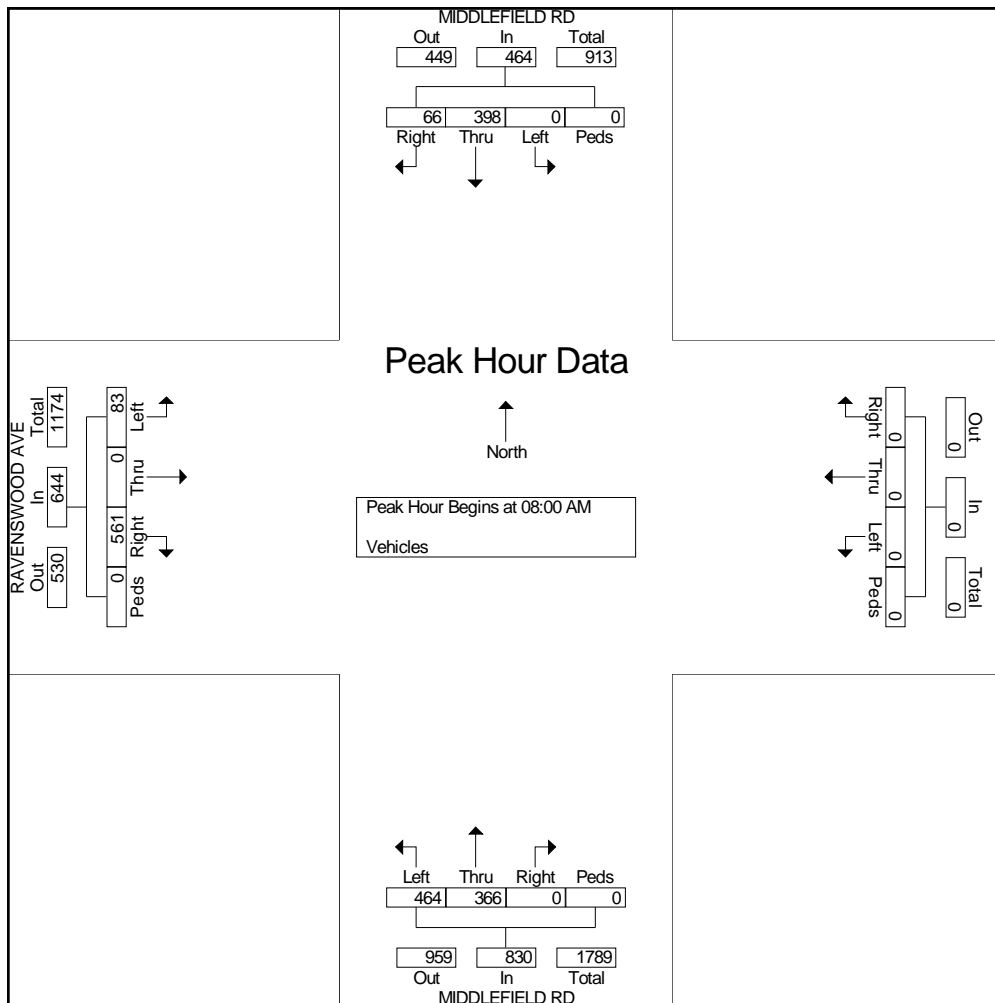 MIDDLEFIELD RD
Out In Total
449 464 913
66 398 0 0
Right Thru Left Peds
Peak Hour Data
North
Peak Hour Begins at 08:00 AM
Vehicles
RAVENSWOOD AVE
Out In Total
530 644 1174
83 0 561 0
Left Thru Right Peds
Out In Total
0 0 0
0 0 0 0
Right Thru Left Peds
Left Thru Right Peds
464 366 0 0
959 830 1789
Out In Total
MIDDLEFIELD RD